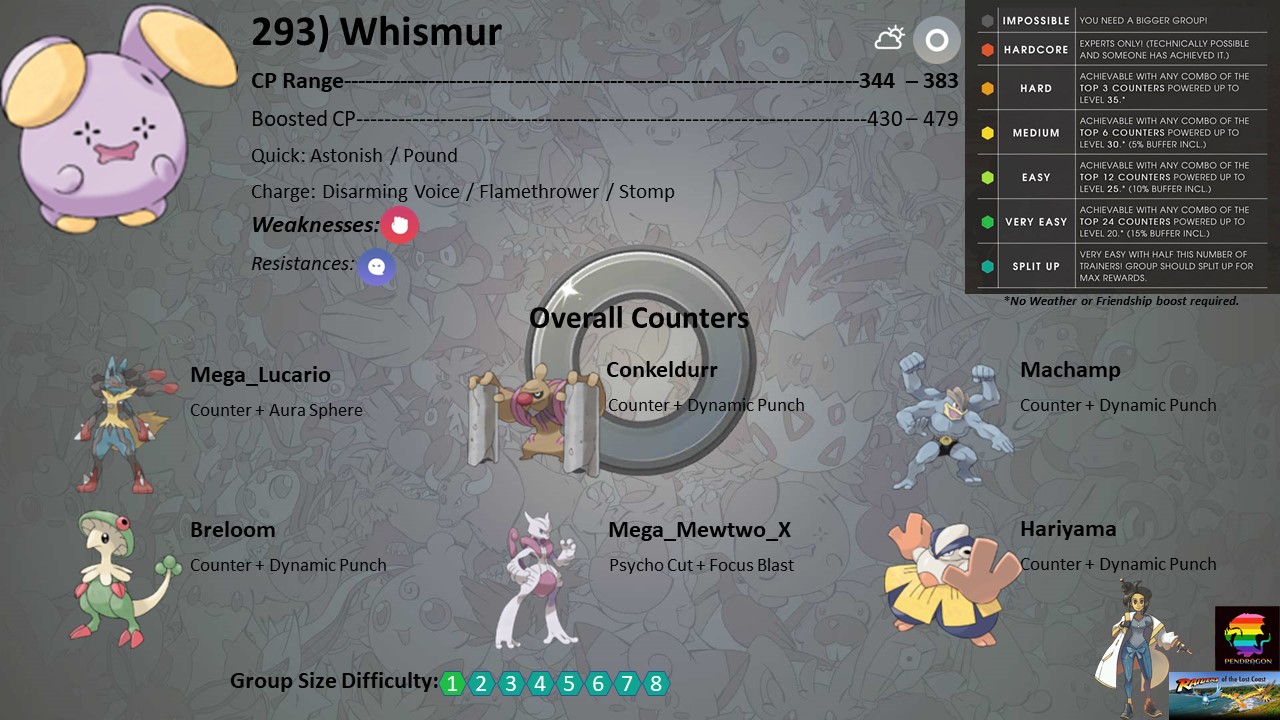 293) Whismur
CP Range---344 – 383
Boosted CP---430 – 479
Quick: Astonish / Pound
Charge: Disarming Voice / Flamethrower / Stomp
Weaknesses:
Resistances:
IMPOSSIBLE YOU NEED A BIGGER GROUP!
HARDCORE EXPERTS ONLY! (TECHNICALLY POSSIBLE
AND SOMEONE HAS ACHIEVED IT.)
HARD ACHIEVABLE WITH ANY COMBO OF THE
TOP 3 COUNTERS POWERED UP TO
LEVEL 35.*
MEDIUM ACHIEVABLE WITH ANY COMBO OF THE
TOP 6 COUNTERS POWERED UP TO
LEVEL 30.* (5% BUFFER INCL.)
EASY ACHIEVABLE WITH ANY COMBO OF THE
TOP 12 COUNTERS POWERED UP TO
LEVEL 25.* (10% BUFFER INCL.)
VERY EASY ACHIEVABLE WITH ANY COMBO OF THE
TOP 24 COUNTERS POWERED UP TO
LEVEL 20.* (15% BUFFER INCL.)
SPLIT UP VERY EASY WITH HALF THIS NUMBER OF
TRAINERS! GROUP SHOULD SPLIT UP FOR
MAX REWARDS.
*No Weather or Friendship boost required.
Overall Counters
Mega_Lucario
Counter + Aura Sphere
Conkeldurr
Counter + Dynamic Punch
Machamp
Counter + Dynamic Punch
Breloom
Counter + Dynamic Punch
Mega_Mewtwo_X
Psycho Cut + Focus Blast
Hariyama
Counter + Dynamic Punch
Group Size Difficulty: 1 2 3 4 5 6 7 8
PENDROGON
RAIDERS of the Lost Coast